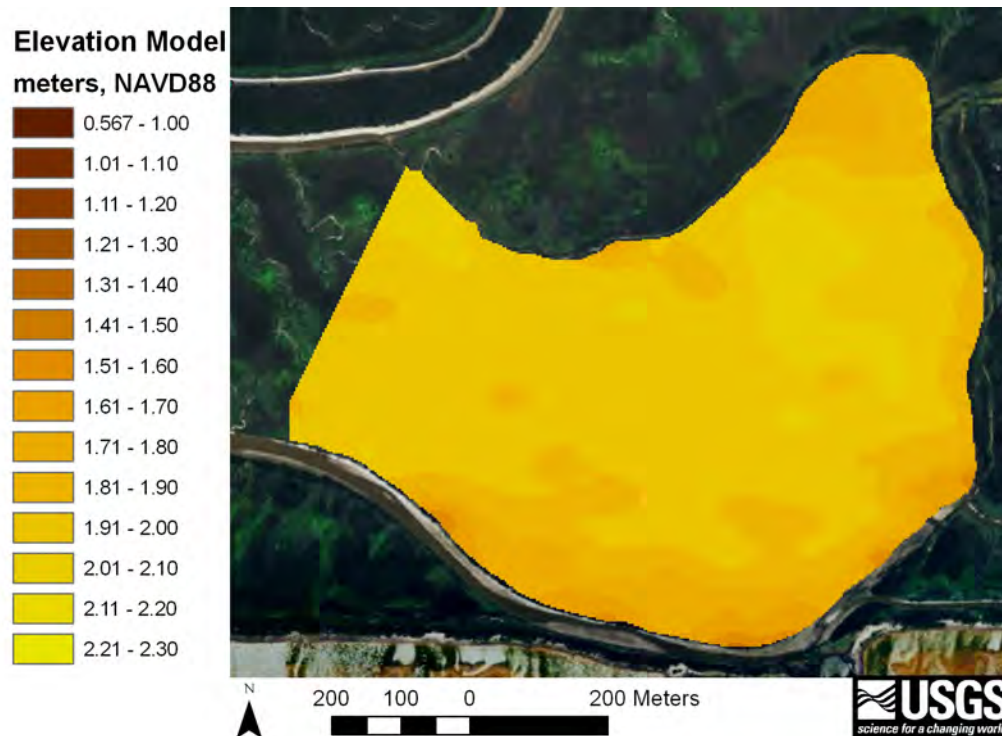 Elevation Model
meters, NAVD88
0.567 - 1.00
1.01 - 1.10
1.11 - 1.20
1.21 - 1.30
1.31 - 1.40
1.41 - 1.50
1.51 - 1.60
1.61 - 1.70
1.71 - 1.80
1.81 - 1.90
1.91 - 2.00
2.01 - 2.10
2.11 - 2.20
2.21 - 2.30
N
200 100 0 200 Meters
USGS
science for a changing world